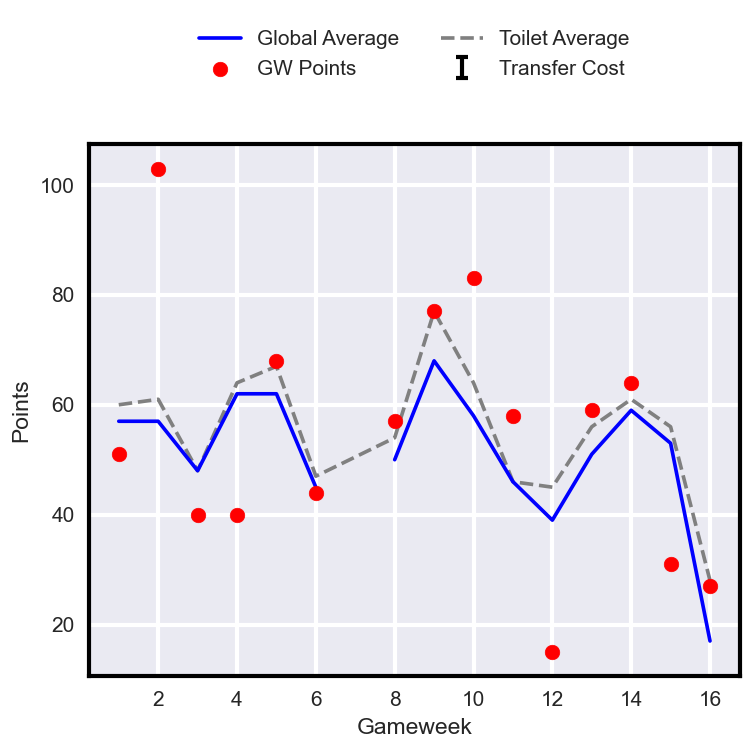 Global Average
Toilet Average
GW Points
Transfer Cost
100
80
60
40
20
Points
2 4 6 8 10 12 14 16
Gameweek